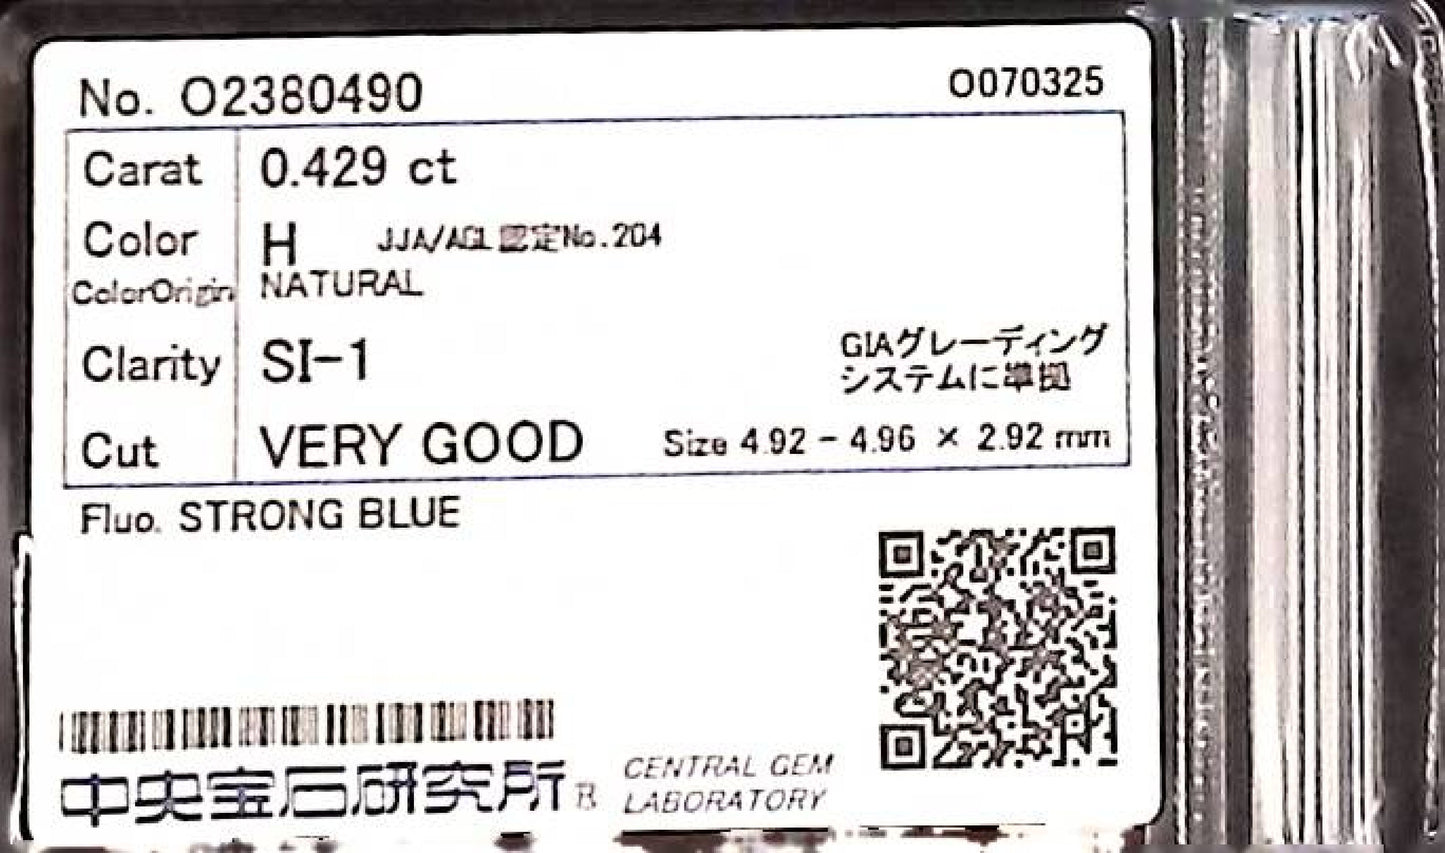 No. O2380490 O070325
Carat 0.429 ct
Color H JJA/AGL 認定No.204
ColorOrigin NATURAL
Clarity SI-1 GIAグレーディング
システムに準拠
Cut VERY GOOD Size 4.92 - 4.96 × 2.92 mm
Fluo. STRONG BLUE
中央宝石研究所 CENTRAL GEM
LABORATORY